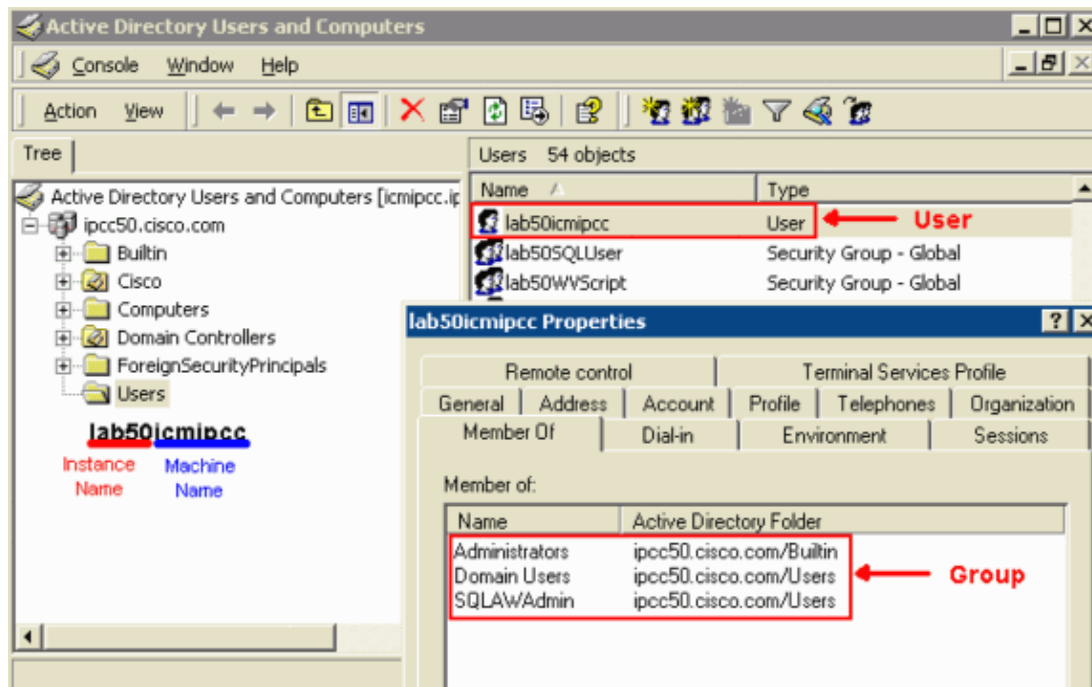 Active Directory Users and Computers
Console Window Help
Action View
Tree
Users 54 objects
Active Directory Users and Computers [icmipcc.ip
ipcc50.cisco.com
Builtin
Cisco
Computers
Domain Controllers
ForeignSecurityPrincipals
Users
lab50icmipcc
Instance Name
Machine Name
Name Type
lab50icmipcc User
User
lab50SQLUser Security Group - Global
lab50WVScript Security Group - Global
lab50icmipcc Properties
Remote control Terminal Services Profile
General Address Account Profile Telephones Organization
Member Of Dial-in Environment Sessions
Member of:
Name Active Directory Folder
Administrators ipcc50.cisco.com/Builtin
Domain Users ipcc50.cisco.com/Users
SQLAWAdmin ipcc50.cisco.com/Users
Group